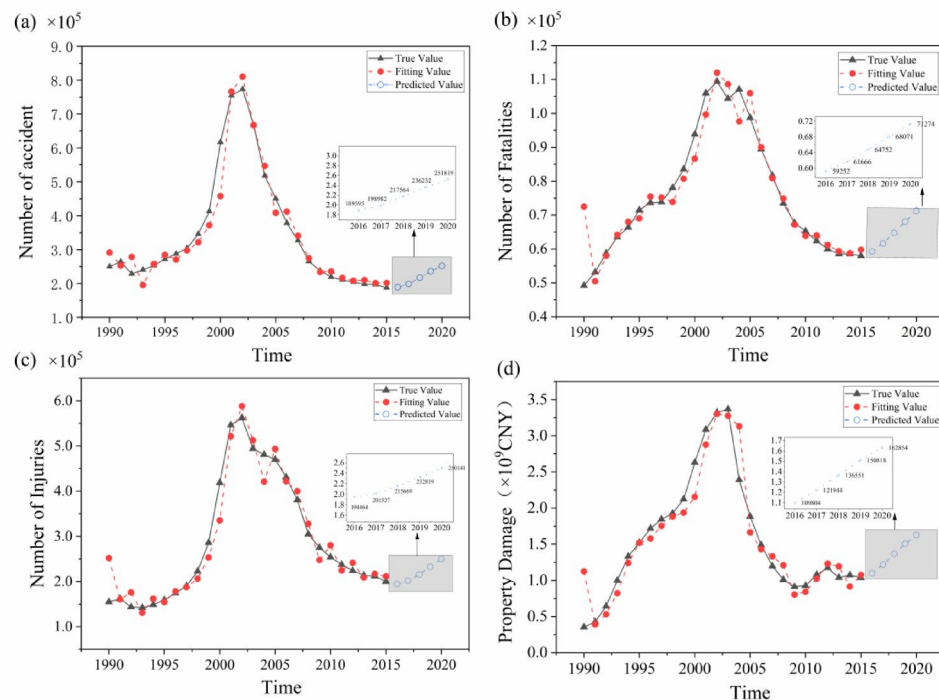 (a)
×10⁵
Number of accident
9.0
8.0
7.0
6.0
5.0
4.0
3.0
2.0
1.0
True Value
Fitting Value
Predicted Value
3.0
2.8
2.6
2.4
2.2
2.0
1.8
189595
198982
217564
236232
251819
2016 2017 2018 2019 2020
1990 1995 2000 2005 2010 2015 2020
Time
(b)
×10⁵
Number of Fatalities
1.2
1.1
1.0
0.9
0.8
0.7
0.6
0.5
0.4
True Value
Fitting Value
Predicted Value
0.72
0.68
0.64
0.60
59252
61666
64752
68071
71274
2016 2017 2018 2019 2020
1990 1995 2000 2005 2010 2015 2020
Time
(c)
×10⁵
Number of Injuries
6.0
5.0
4.0
3.0
2.0
1.0
True Value
Fitting Value
Predicted Value
2.6
2.4
2.2
2.0
1.8
1.6
194464
201327
215669
232819
250141
2016 2017 2018 2019 2020
1990 1995 2000 2005 2010 2015 2020
Time
(d)
Property Damage（×10⁹CNY）
4.0
3.5
3.0
2.5
2.0
1.5
1.0
0.5
0.0
True Value
Fitting Value
Predicted Value
1.7
1.6
1.5
1.4
1.3
1.2
1.1
109804
121944
136551
150018
162854
2016 2017 2018 2019 2020
1990 1995 2000 2005 2010 2015 2020
Time